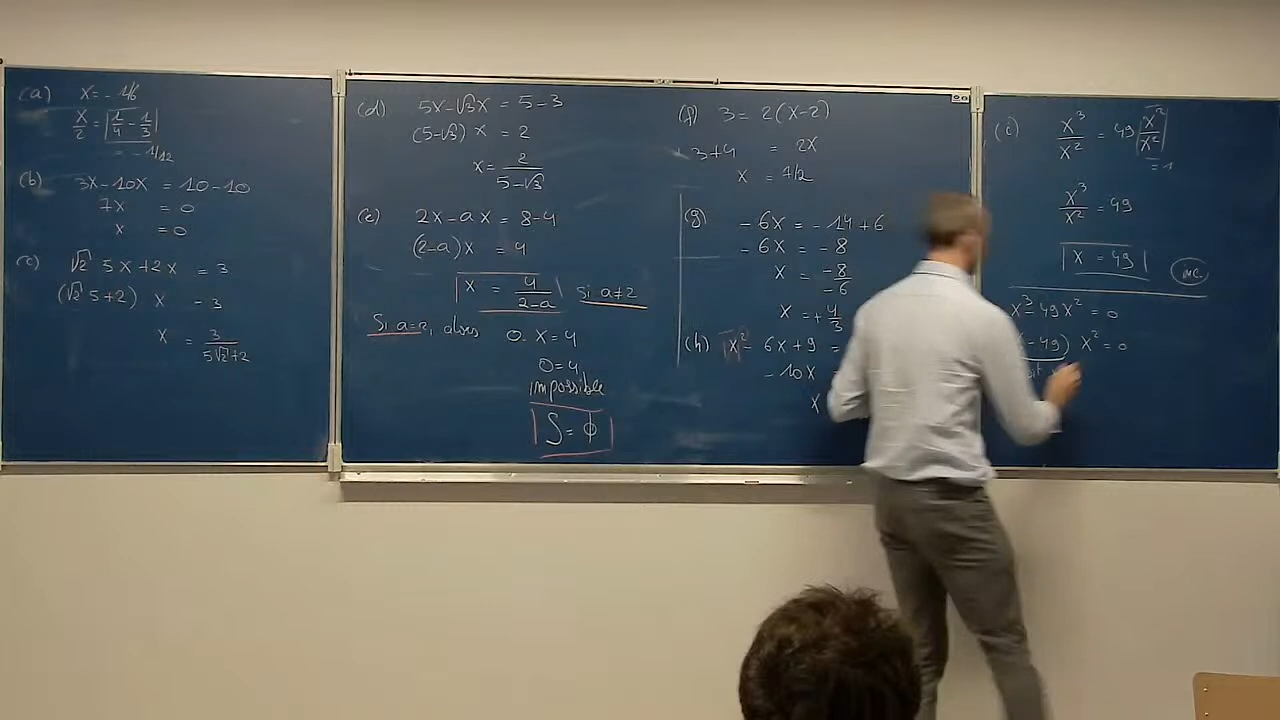 (a) x = - 1/6
x/2 = 1/4 - 1/3
= - 1/12
(b) 3x-10x = 10-10
7x = 0
x = 0
(c) √2 5x+2x = 3
(√2 5+2) x = 3
x = 3/(5√2+2)
(d) 5x-√3x = 5-3
(5-√3) x = 2
x = 2/(5-√3)
(e) 2x-ax = 8-4
(2-a)x = 4
x = 4/(2-a) Si a≠2
Si a=2, alors 0·x=4
0=4
impossible
S=∅
(f) 3 = 2(x-2)
3+4 = 2x
x = 7/2
(g) -6x = -14+6
-6x = -8
x = -8/-6
x = +4/3
(h) x²- 6x+9 =
-10x
x
(i) x³/x² = 49 x²/x²
=1
x³/x² = 49
x = 49
x³-49x² = 0
-49) x² = 0